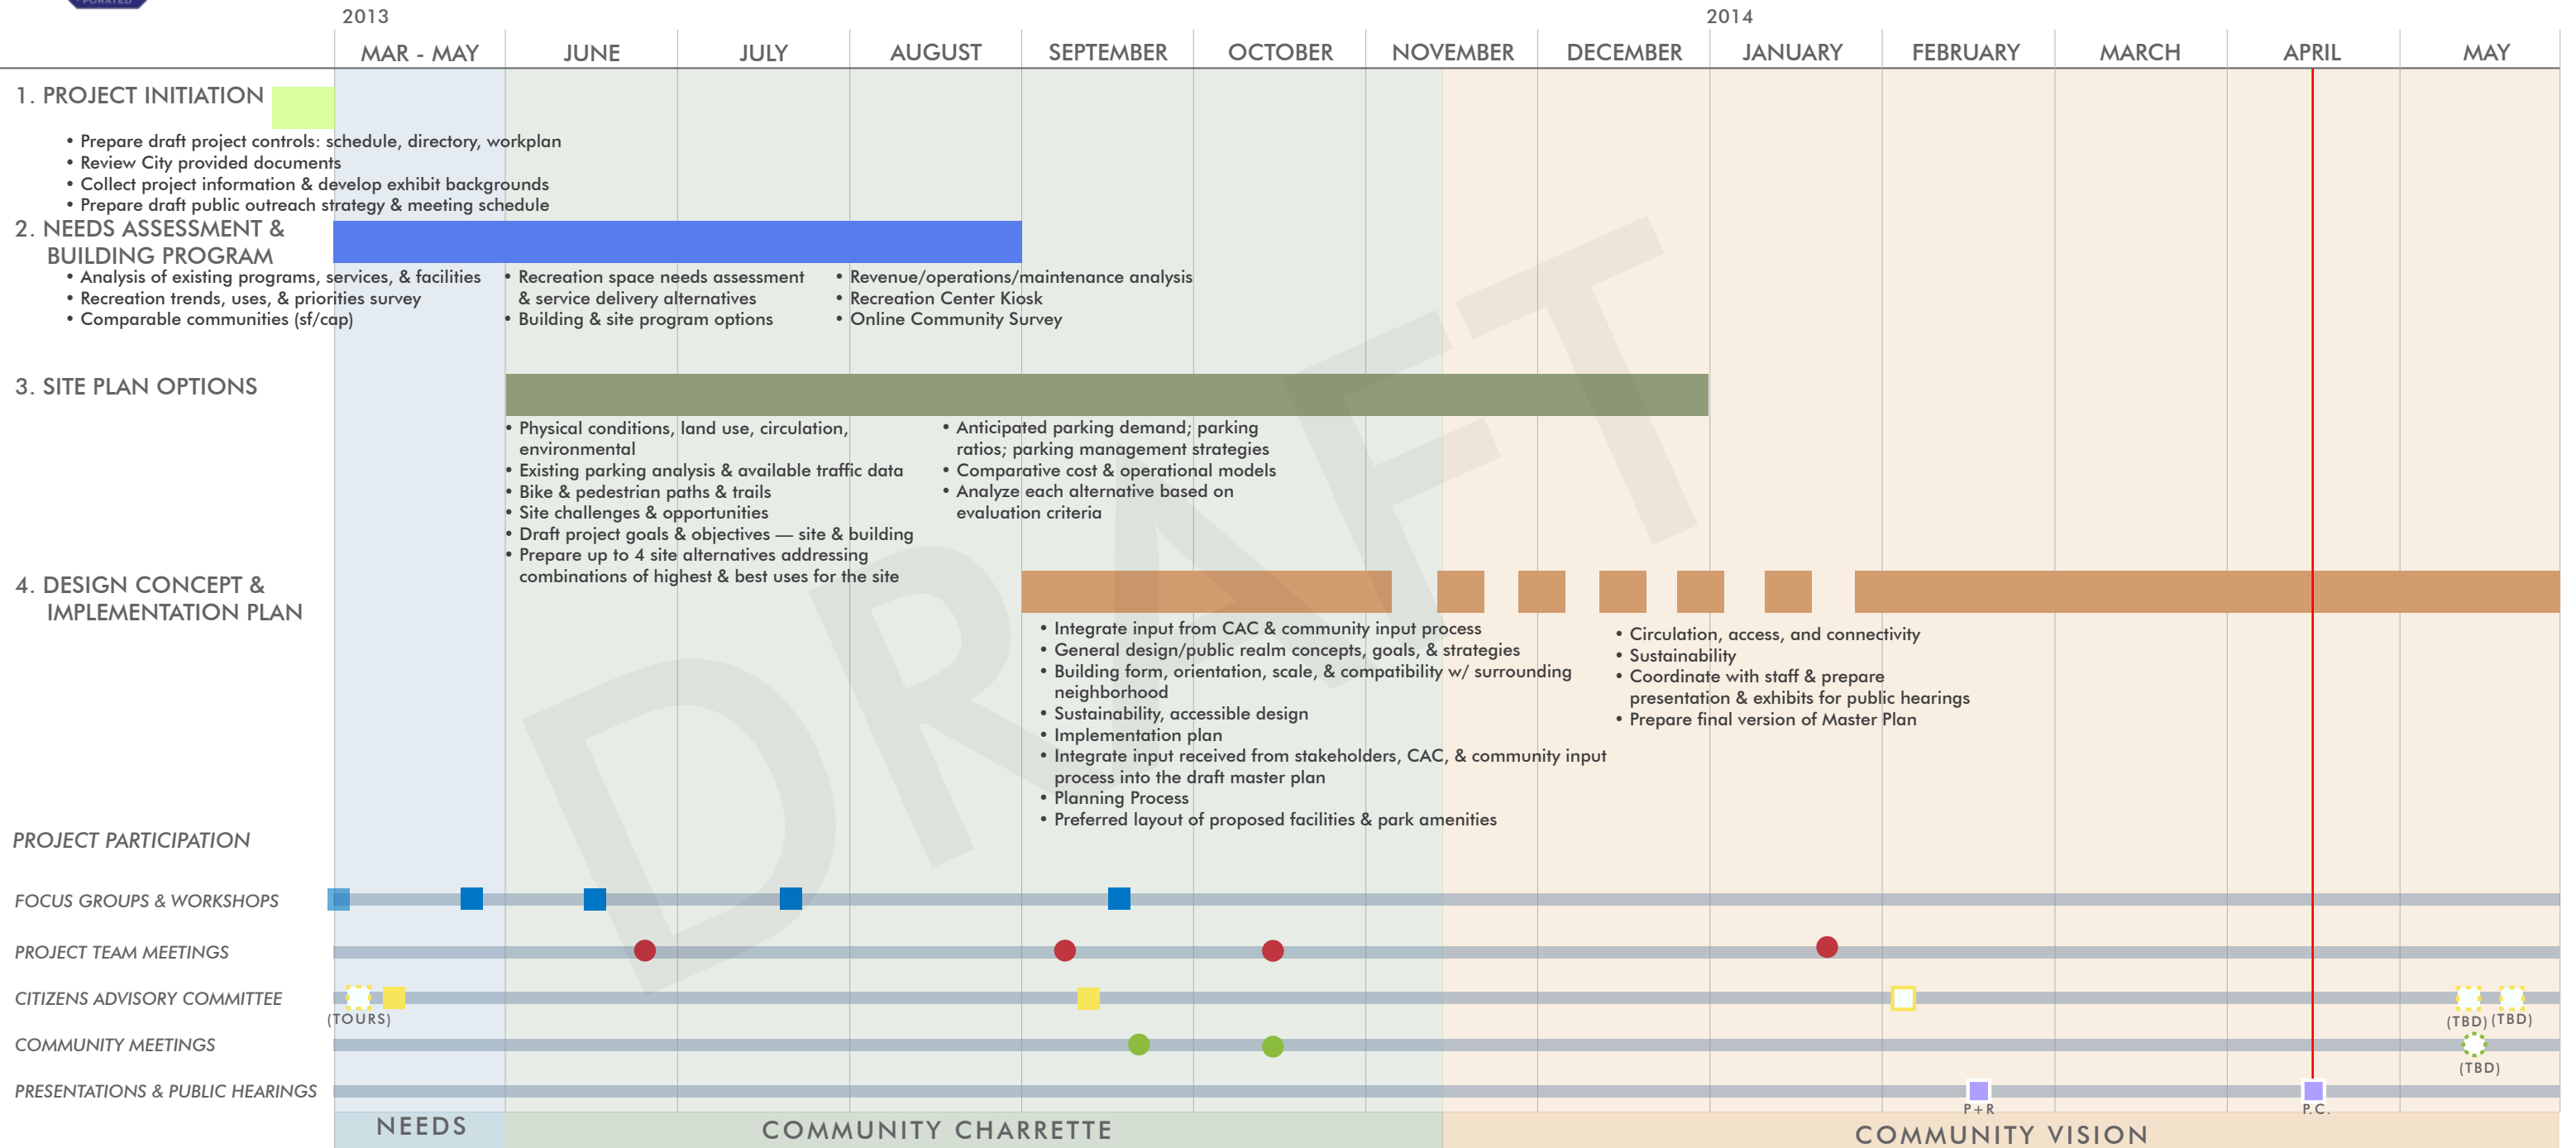 PORATED
2013
2014
MAR - MAY
JUNE
JULY
AUGUST
SEPTEMBER
OCTOBER
NOVEMBER
DECEMBER
JANUARY
FEBRUARY
MARCH
APRIL
MAY
1. PROJECT INITIATION
• Prepare draft project controls: schedule, directory, workplan
• Review City provided documents
• Collect project information & develop exhibit backgrounds
• Prepare draft public outreach strategy & meeting schedule
2. NEEDS ASSESSMENT &
BUILDING PROGRAM
• Analysis of existing programs, services, & facilities
• Recreation trends, uses, & priorities survey
• Comparable communities (sf/cap)
• Recreation space needs assessment
& service delivery alternatives
• Building & site program options
• Revenue/operations/maintenance analysis
• Recreation Center Kiosk
• Online Community Survey
3. SITE PLAN OPTIONS
• Physical conditions, land use, circulation,
environmental
• Existing parking analysis & available traffic data
• Bike & pedestrian paths & trails
• Site challenges & opportunities
• Draft project goals & objectives — site & building
• Prepare up to 4 site alternatives addressing
combinations of highest & best uses for the site
• Anticipated parking demand; parking
ratios; parking management strategies
• Comparative cost & operational models
• Analyze each alternative based on
evaluation criteria
4. DESIGN CONCEPT &
IMPLEMENTATION PLAN
• Integrate input from CAC & community input process
• General design/public realm concepts, goals, & strategies
• Building form, orientation, scale, & compatibility w/ surrounding
neighborhood
• Sustainability, accessible design
• Implementation plan
• Integrate input received from stakeholders, CAC, & community input
process into the draft master plan
• Planning Process
• Preferred layout of proposed facilities & park amenities
• Circulation, access, and connectivity
• Sustainability
• Coordinate with staff & prepare
presentation & exhibits for public hearings
• Prepare final version of Master Plan
DRAFT
PROJECT PARTICIPATION
FOCUS GROUPS & WORKSHOPS
PROJECT TEAM MEETINGS
CITIZENS ADVISORY COMMITTEE
(TOURS)
(TBD)
(TBD)
COMMUNITY MEETINGS
(TBD)
PRESENTATIONS & PUBLIC HEARINGS
P+R
P.C.
NEEDS
COMMUNITY CHARRETTE
COMMUNITY VISION